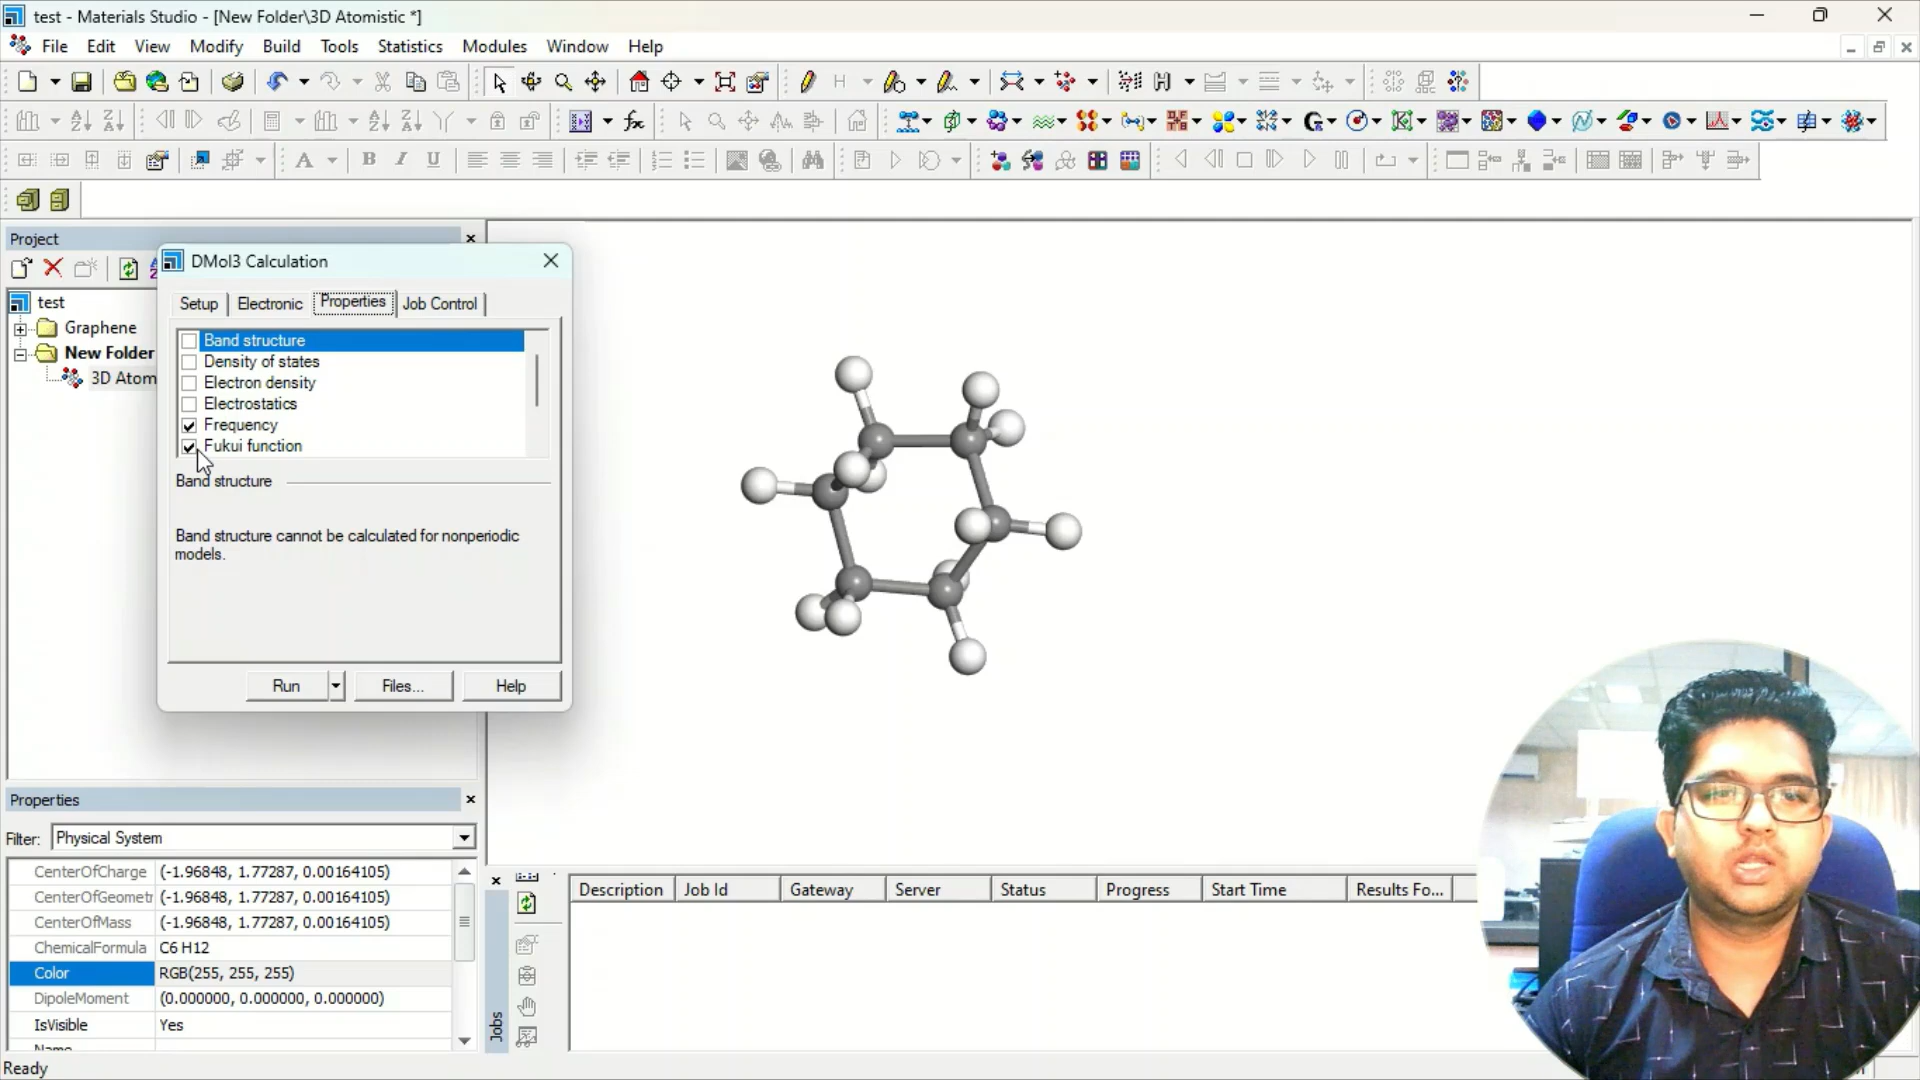 test - Materials Studio - [New Folder\3D Atomistic *]
File Edit View Modify Build Tools Statistics Modules Window Help
Project
DMol3 Calculation
Setup Electronic Properties Job Control
test
Graphene
New Folder
3D Atom
Band structure
Density of states
Electron density
Electrostatics
Frequency
Fukui function
Band structure
Band structure cannot be calculated for nonperiodic
models.
Run Files... Help
Properties
Filter: Physical System
CenterOfCharge (-1.96848, 1.77287, 0.00164105)
CenterOfGeometr (-1.96848, 1.77287, 0.00164105)
CenterOfMass (-1.96848, 1.77287, 0.00164105)
ChemicalFormula C6 H12
Color RGB(255, 255, 255)
DipoleMoment (0.000000, 0.000000, 0.000000)
IsVisible Yes
Name
Jobs
Description Job Id Gateway Server Status Progress Start Time Results Fo...
Ready